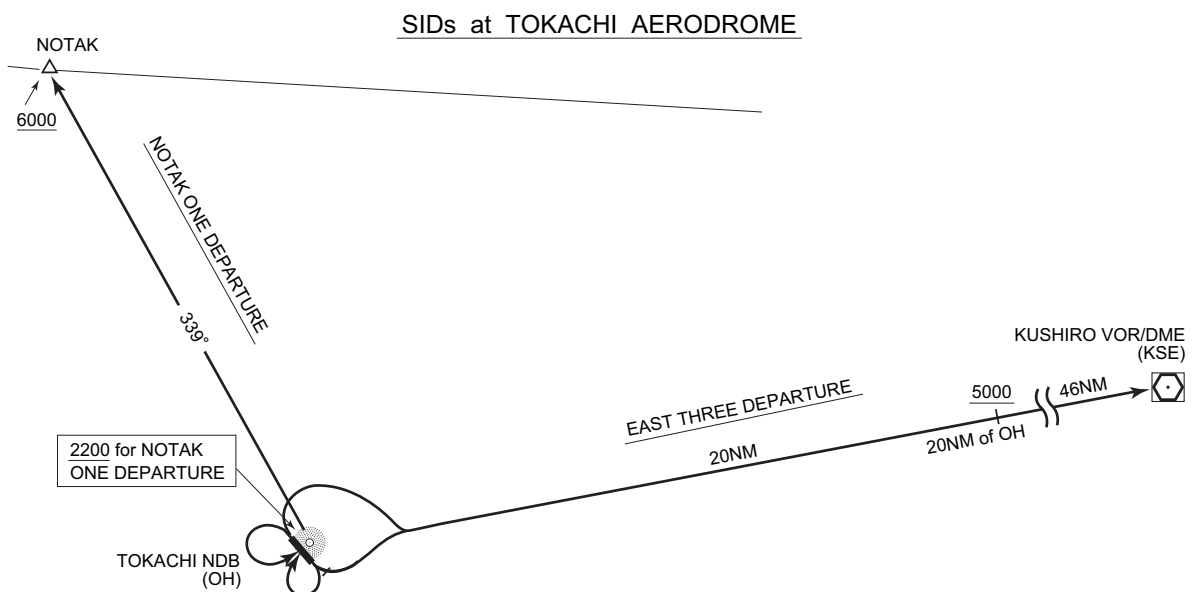 SIDs at TOKACHI AERODROME
NOTAK
6000
NOTAK ONE DEPARTURE
339°
KUSHIRO VOR/DME
(KSE)
EAST THREE DEPARTURE
5000
46NM
20NM
20NM of OH
2200 for NOTAK
ONE DEPARTURE
TOKACHI NDB
(OH)